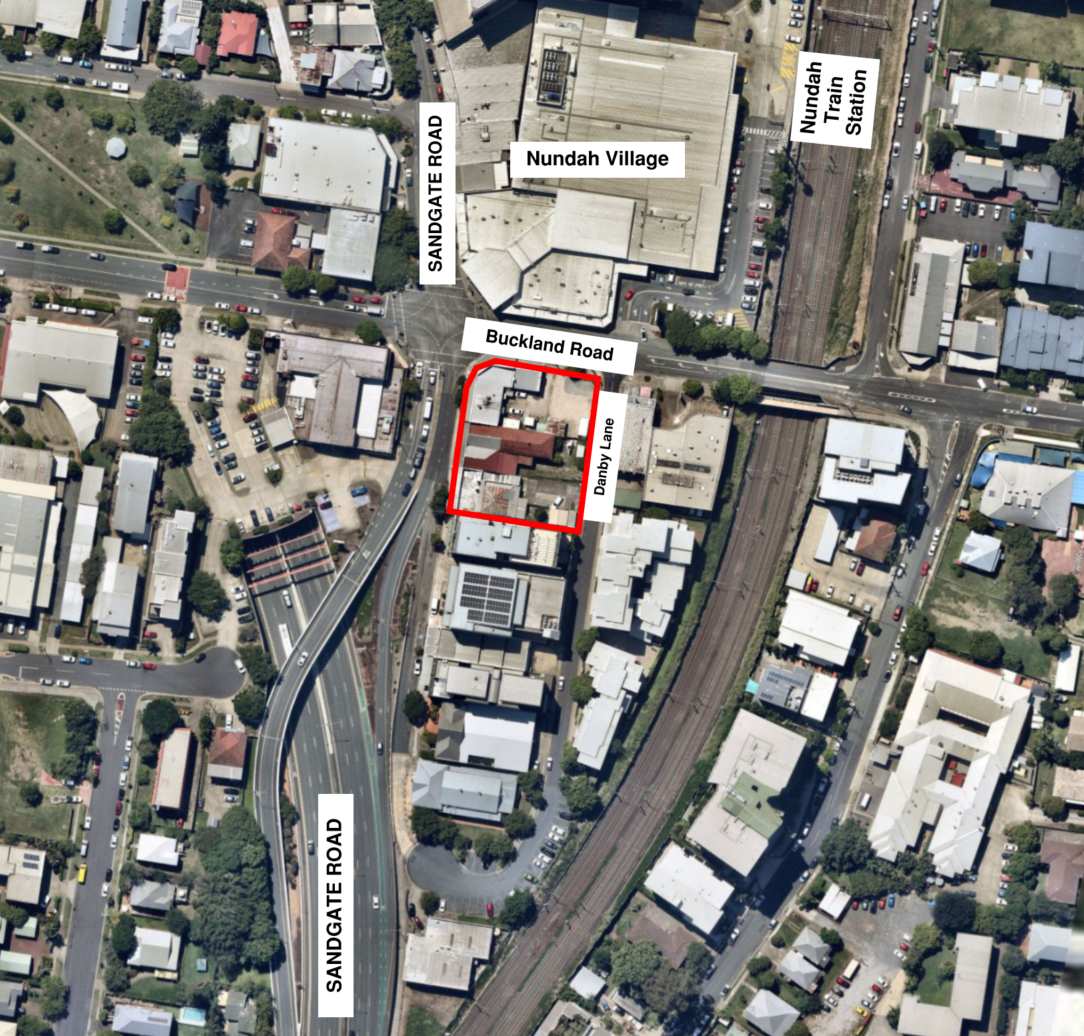 Nundah
Train
Station
SANDGATE ROAD
Nundah Village
Buckland Road
Danby Lane
SANDGATE ROAD